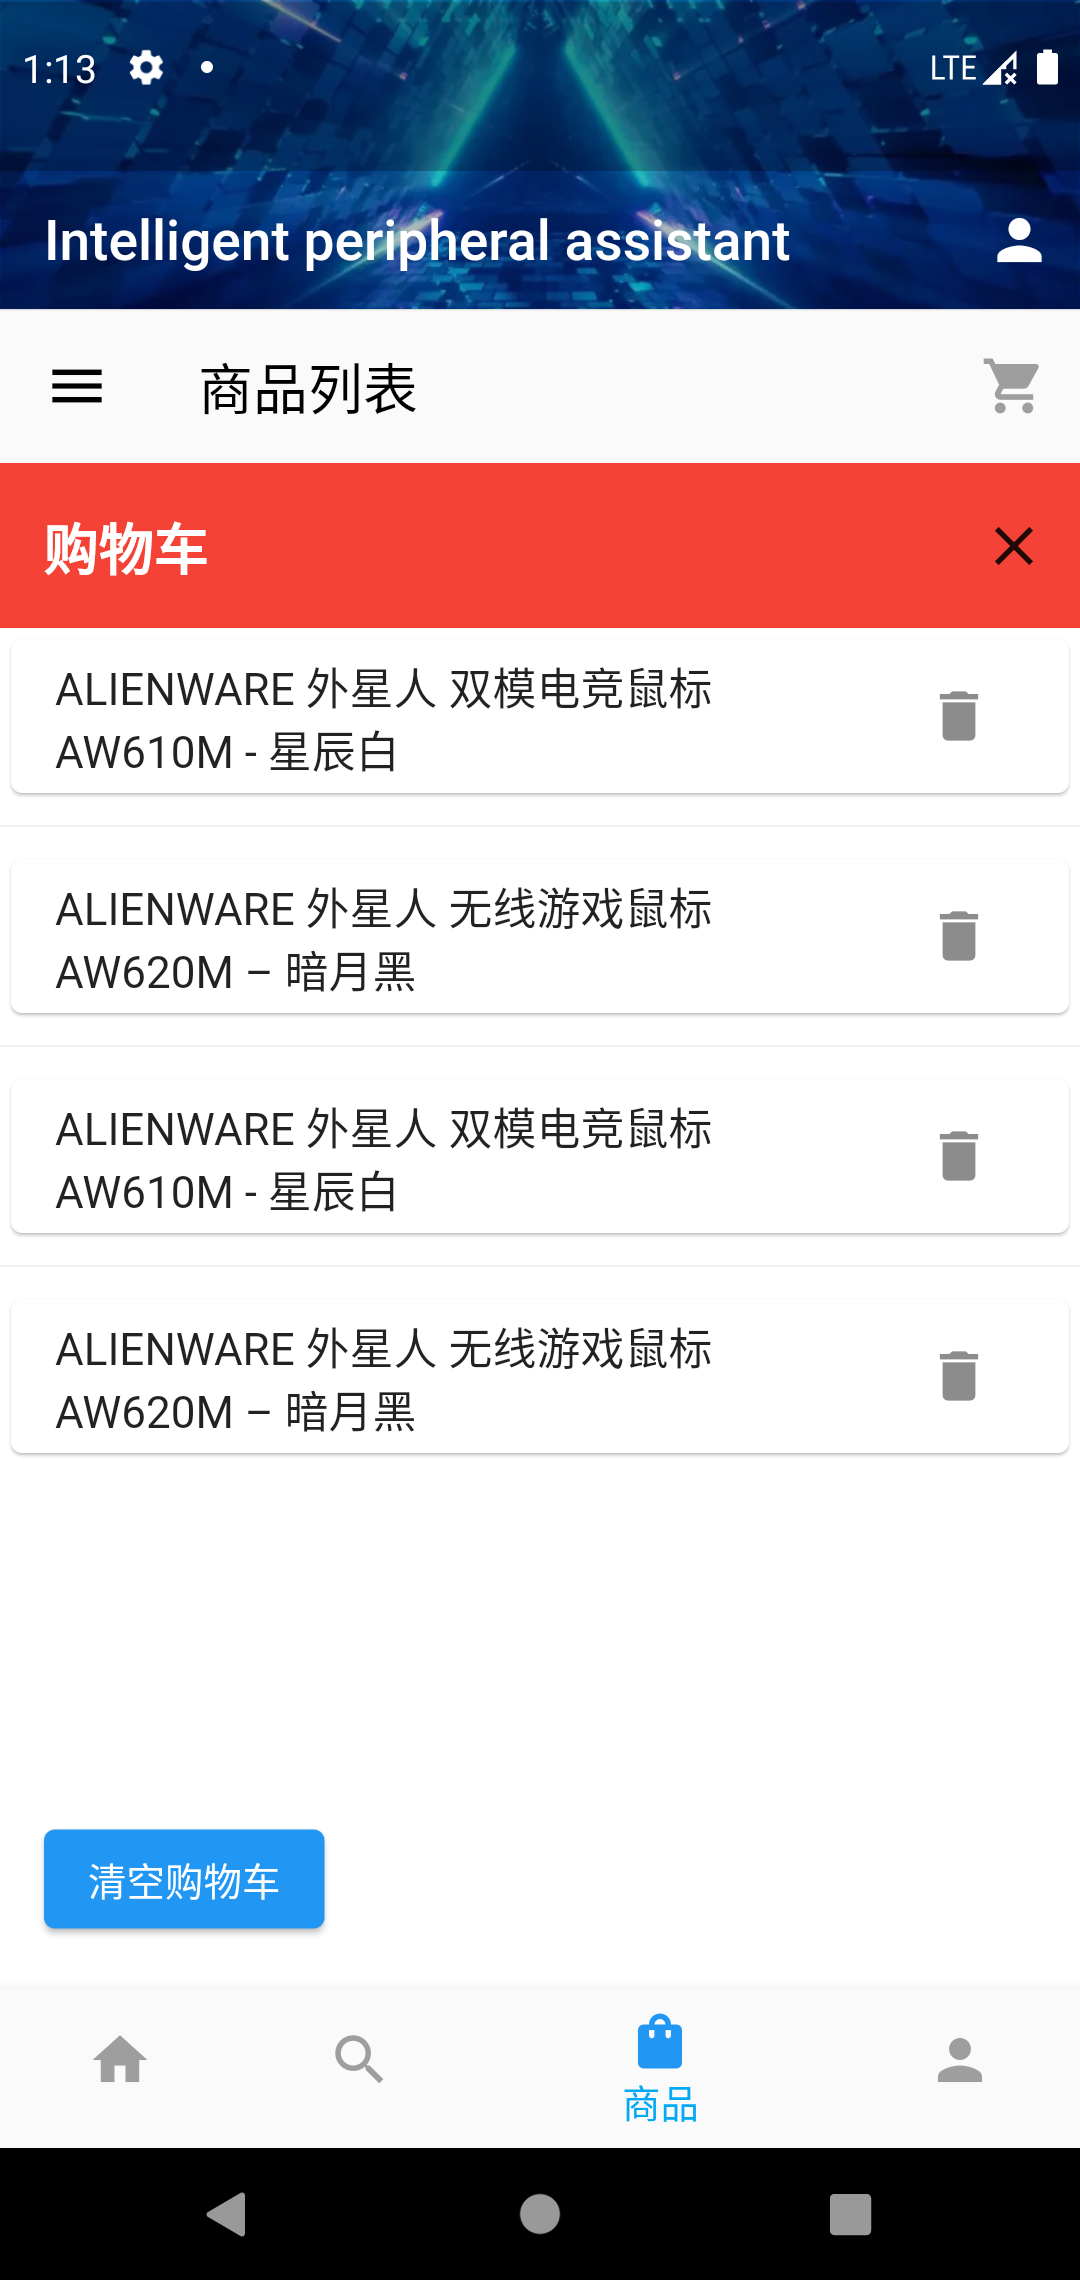 1:13
LTE
Intelligent peripheral assistant
商品列表
购物车
ALIENWARE 外星人 双模电竞鼠标
AW610M - 星辰白
ALIENWARE 外星人 无线游戏鼠标
AW620M – 暗月黑
ALIENWARE 外星人 双模电竞鼠标
AW610M - 星辰白
ALIENWARE 外星人 无线游戏鼠标
AW620M – 暗月黑
清空购物车
商品